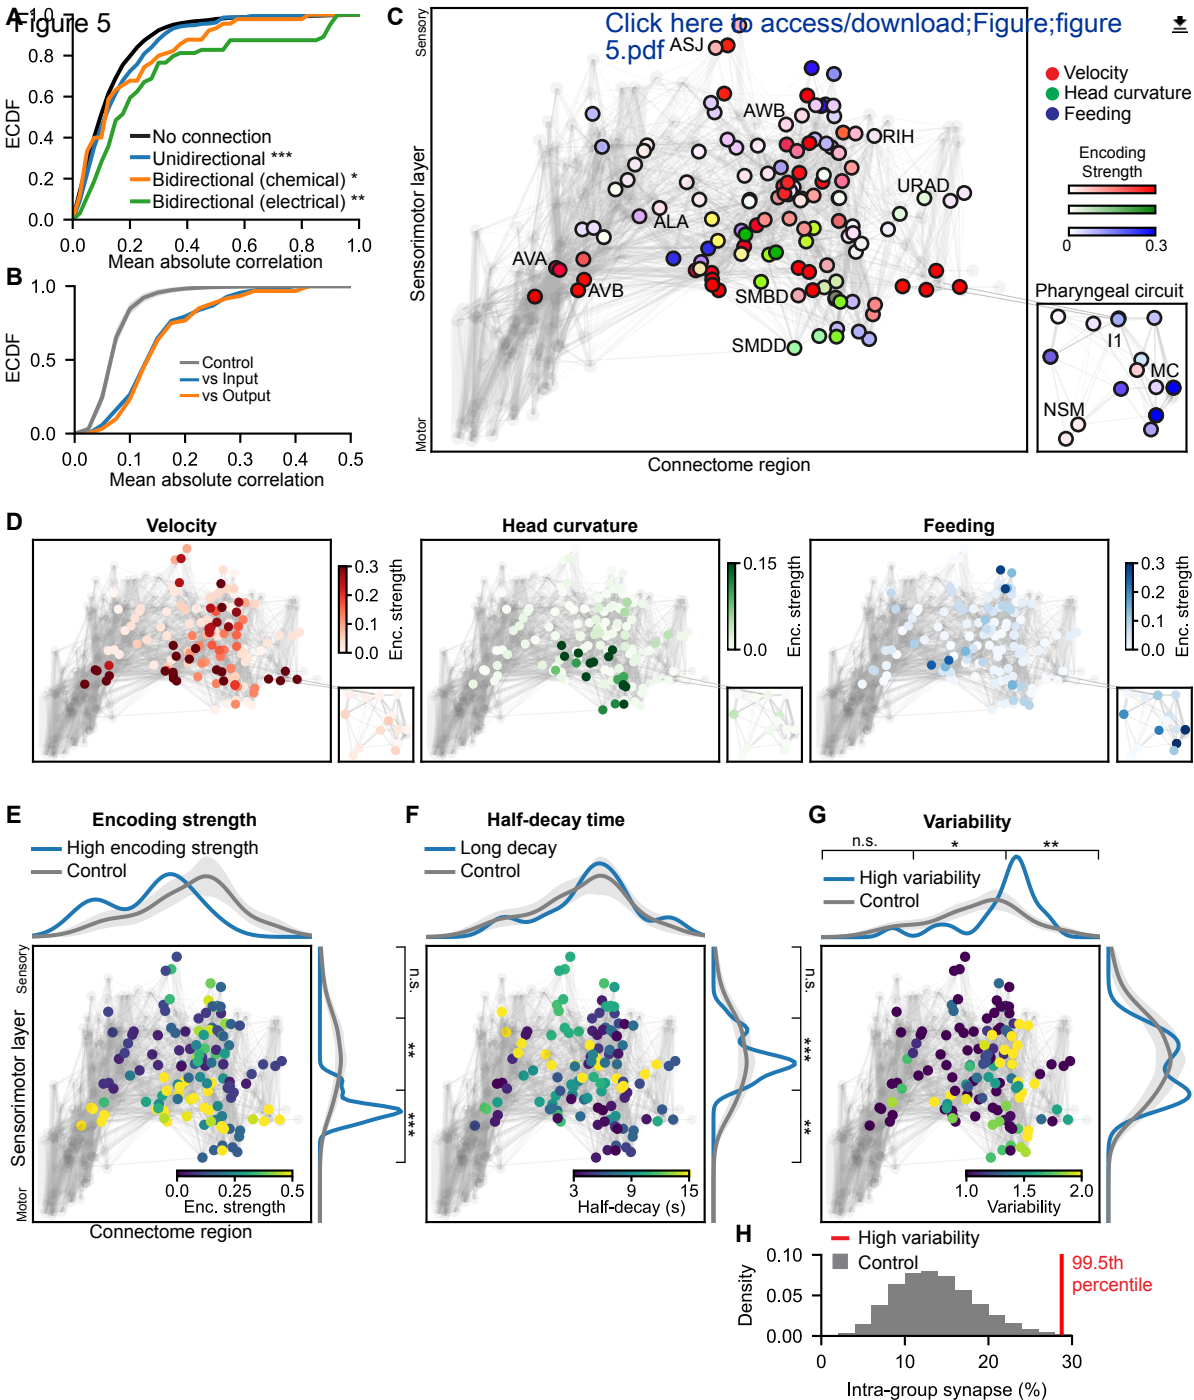 Figure 5
Click here to access/download;Figure;figure
5.pdf
A
1.0
0.8
0.6
0.4
0.2
0.0
ECDF
No connection
Unidirectional ***
Bidirectional (chemical) *
Bidirectional (electrical) **
0.0 0.2 0.4 0.6 0.8 1.0
Mean absolute correlation
B
1.0
0.5
0.0
ECDF
Control
vs Input
vs Output
0.0 0.1 0.2 0.3 0.4 0.5
Mean absolute correlation
C
Sensory
Sensorimotor layer
Motor
ASJ
AWB
RIH
URAD
ALA
AVA
AVB
SMBD
SMDD
Connectome region
Velocity
Head curvature
Feeding
Encoding
Strength
0 0.3
Pharyngeal circuit
I1
MC
NSM
D
Velocity
0.3
0.2
0.1
0.0
Enc. strength
Head curvature
0.15
0.0
Enc. strength
Feeding
0.3
0.2
0.1
0.0
Enc. strength
E
Encoding strength
High encoding strength
Control
Sensory
Sensorimotor layer
Motor
n.s.
**
***
0.0 0.25 0.5
Enc. strength
Connectome region
F
Half-decay time
Long decay
Control
n.s.
***
**
3 9 15
Half-decay (s)
G
Variability
n.s. * **
High variability
Control
1.0 1.5 2.0
Variability
H
High variability
Control
99.5th
percentile
0.10
0.05
0.00
Density
0 10 20 30
Intra-group synapse (%)